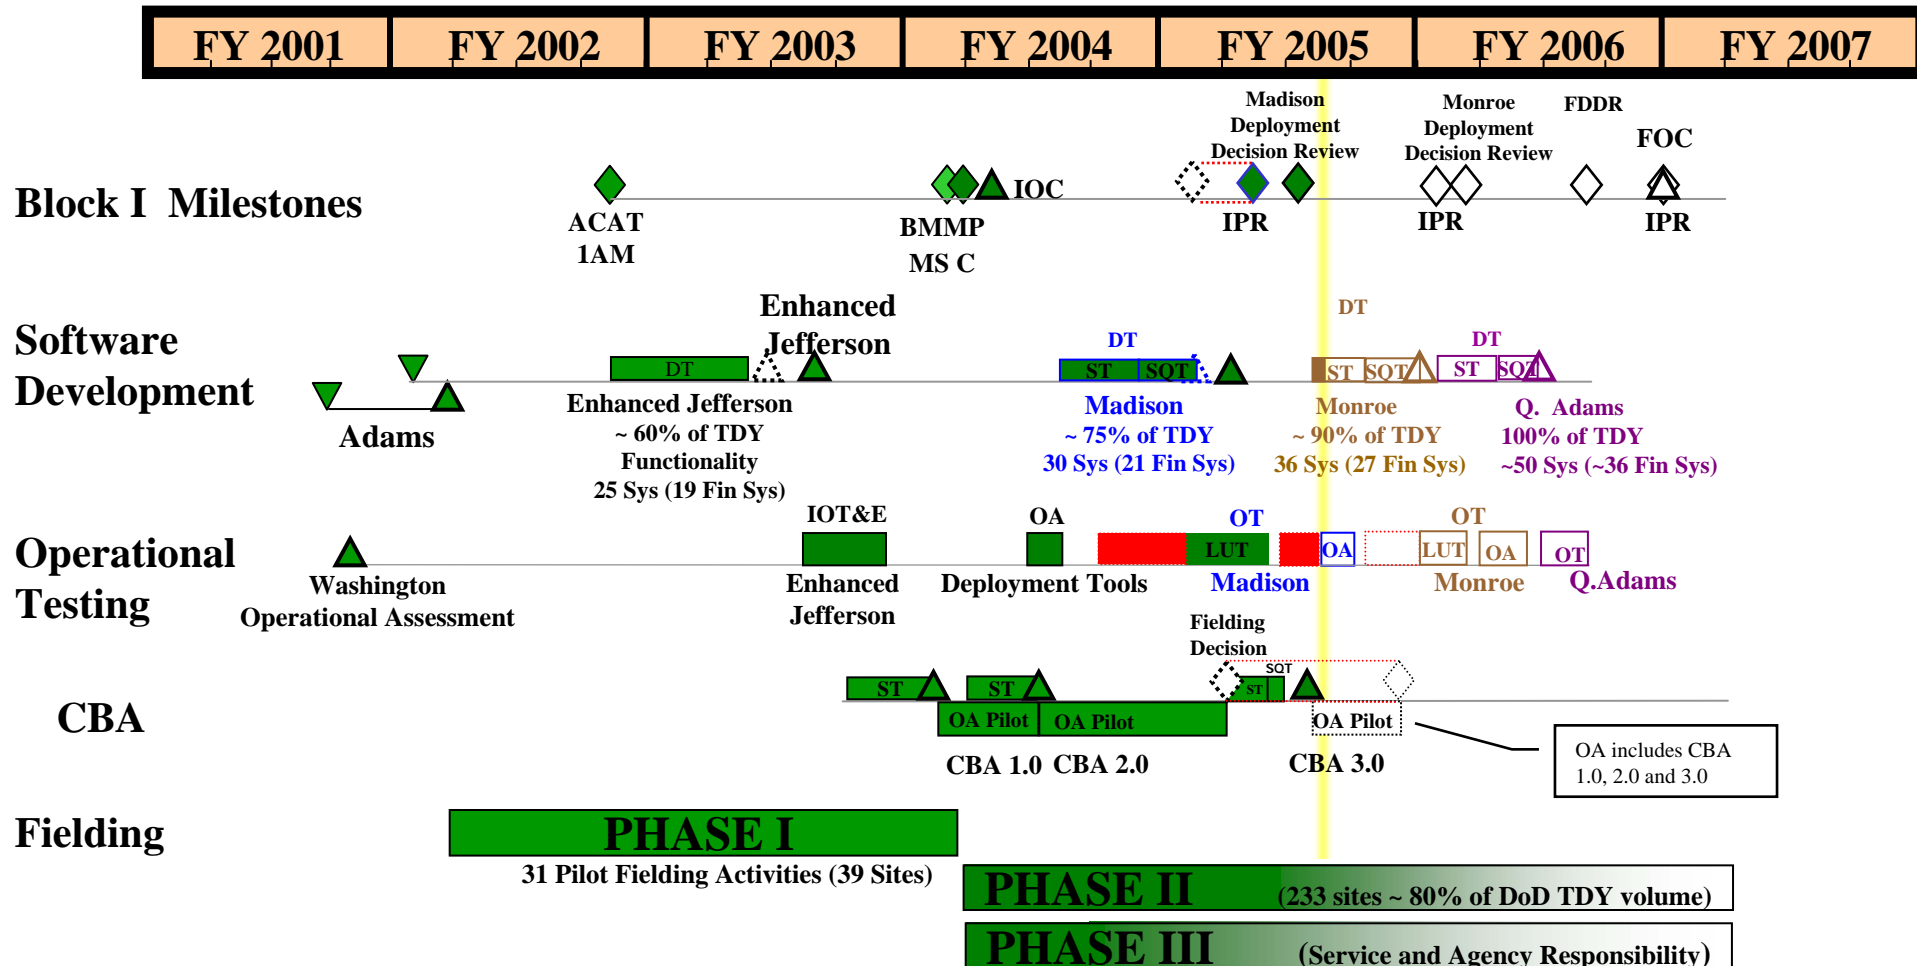 FY 2001 FY 2002 FY 2003 FY 2004 FY 2005 FY 2006 FY 2007
Block I Milestones
ACAT
1AM
BMMP
MS C
IOC
Madison
Deployment
Decision Review
IPR
Monroe
Deployment
Decision Review
IPR
FDDR
FOC
IPR
Software
Development
Adams
DT
Enhanced
Jefferson
Enhanced Jefferson
~ 60% of TDY
Functionality
25 Sys (19 Fin Sys)
DT
ST SQT
Madison
~ 75% of TDY
30 Sys (21 Fin Sys)
DT
ST SQT
Monroe
~ 90% of TDY
36 Sys (27 Fin Sys)
DT
ST SQT
Q. Adams
100% of TDY
~50 Sys (~36 Fin Sys)
Operational
Testing
Washington
Operational Assessment
IOT&E
Enhanced
Jefferson
OA
Deployment Tools
OT
LUT OA
Madison
OT
LUT OA
Monroe
OT
Q.Adams
CBA
ST ST
OA Pilot OA Pilot
CBA 1.0 CBA 2.0
Fielding
Decision
SQT
ST
OA Pilot
CBA 3.0
OA includes CBA
1.0, 2.0 and 3.0
Fielding
PHASE I
31 Pilot Fielding Activities (39 Sites)
PHASE II (233 sites ~ 80% of DoD TDY volume)
PHASE III (Service and Agency Responsibility)